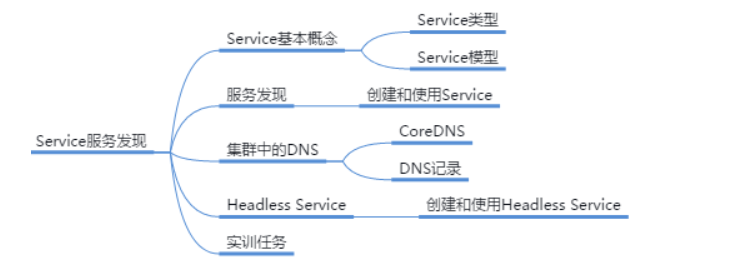 Service服务发现
Service基本概念
Service类型
Service模型
服务发现
创建和使用Service
集群中的DNS
CoreDNS
DNS记录
Headless Service
创建和使用Headless Service
实训任务